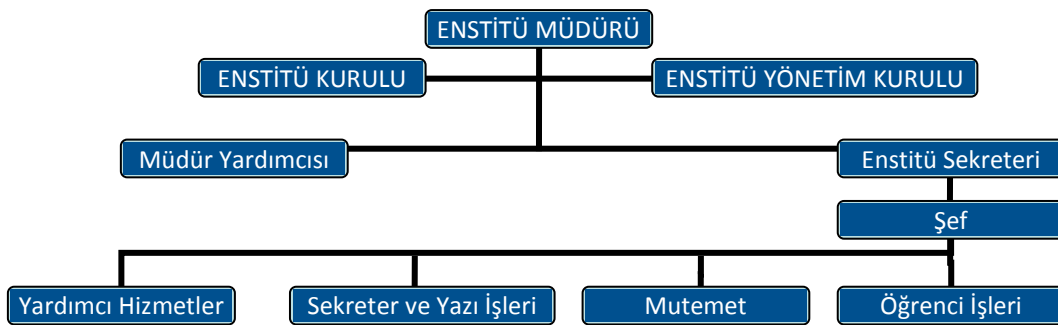 ENSTİTÜ MÜDÜRÜ
ENSTİTÜ KURULU
ENSTİTÜ YÖNETİM KURULU
Müdür Yardımcısı
Enstitü Sekreteri
Şef
Yardımcı Hizmetler
Sekreter ve Yazı İşleri
Mutemet
Öğrenci İşleri